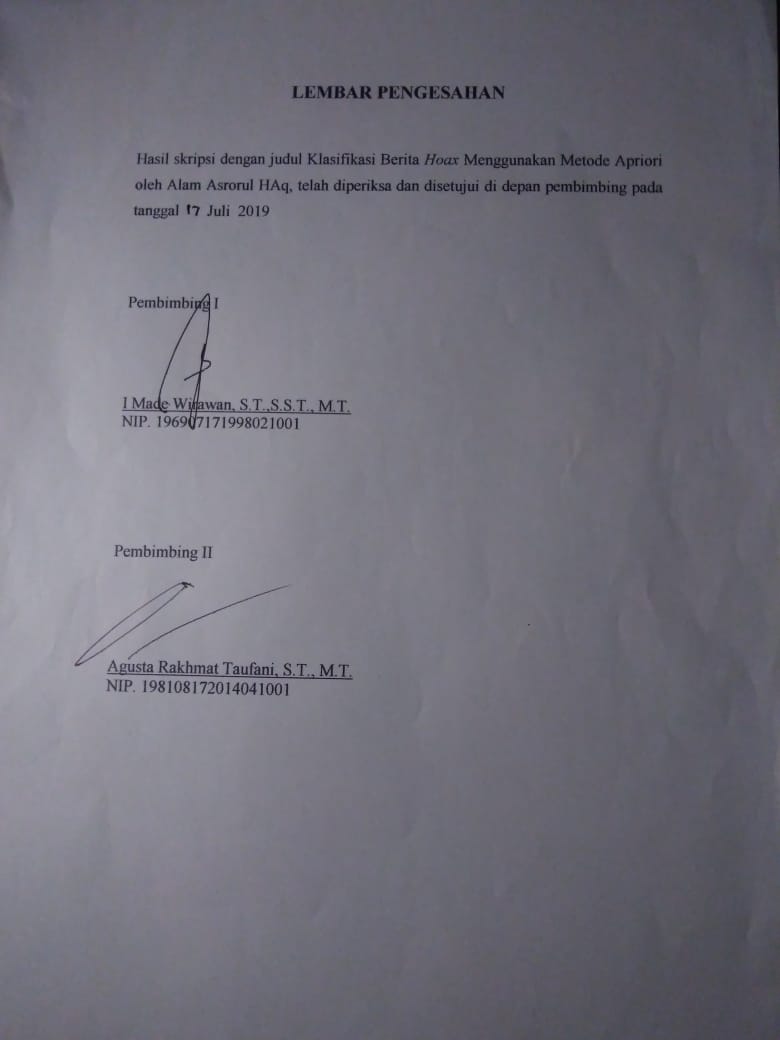 LEMBAR PENGESAHAN
Hasil skripsi dengan judul Klasifikasi Berita Hoax Menggunakan Metode Apriori
oleh Alam Asrorul HAq, telah diperiksa dan disetujui di depan pembimbing pada
tanggal 17 Juli 2019
Pembimbing I
I Made Wirawan, S.T.,S.S.T., M.T.
NIP. 196907171998021001
Pembimbing II
Agusta Rakhmat Taufani, S.T., M.T.
NIP. 198108172014041001